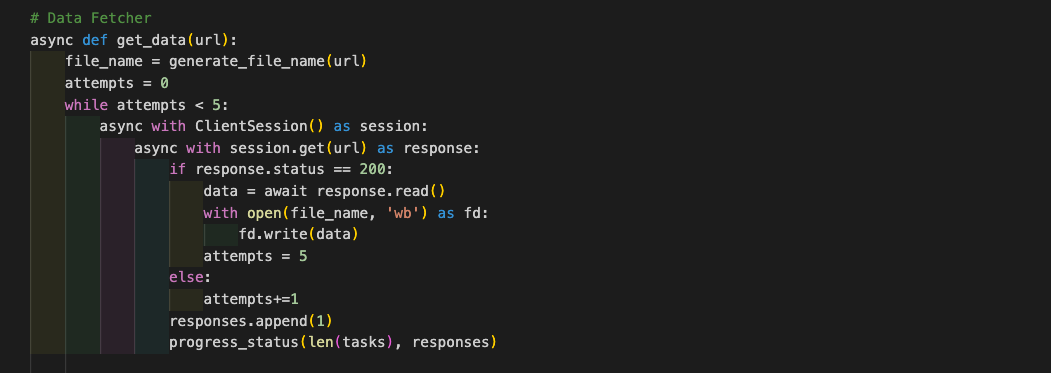 # Data Fetcher
async def get_data(url):
    file_name = generate_file_name(url)
    attempts = 0
    while attempts < 5:
        async with ClientSession() as session:
            async with session.get(url) as response:
                if response.status == 200:
                    data = await response.read()
                    with open(file_name, 'wb') as fd:
                        fd.write(data)
                    attempts = 5
                else:
                    attempts+=1
                responses.append(1)
                progress_status(len(tasks), responses)